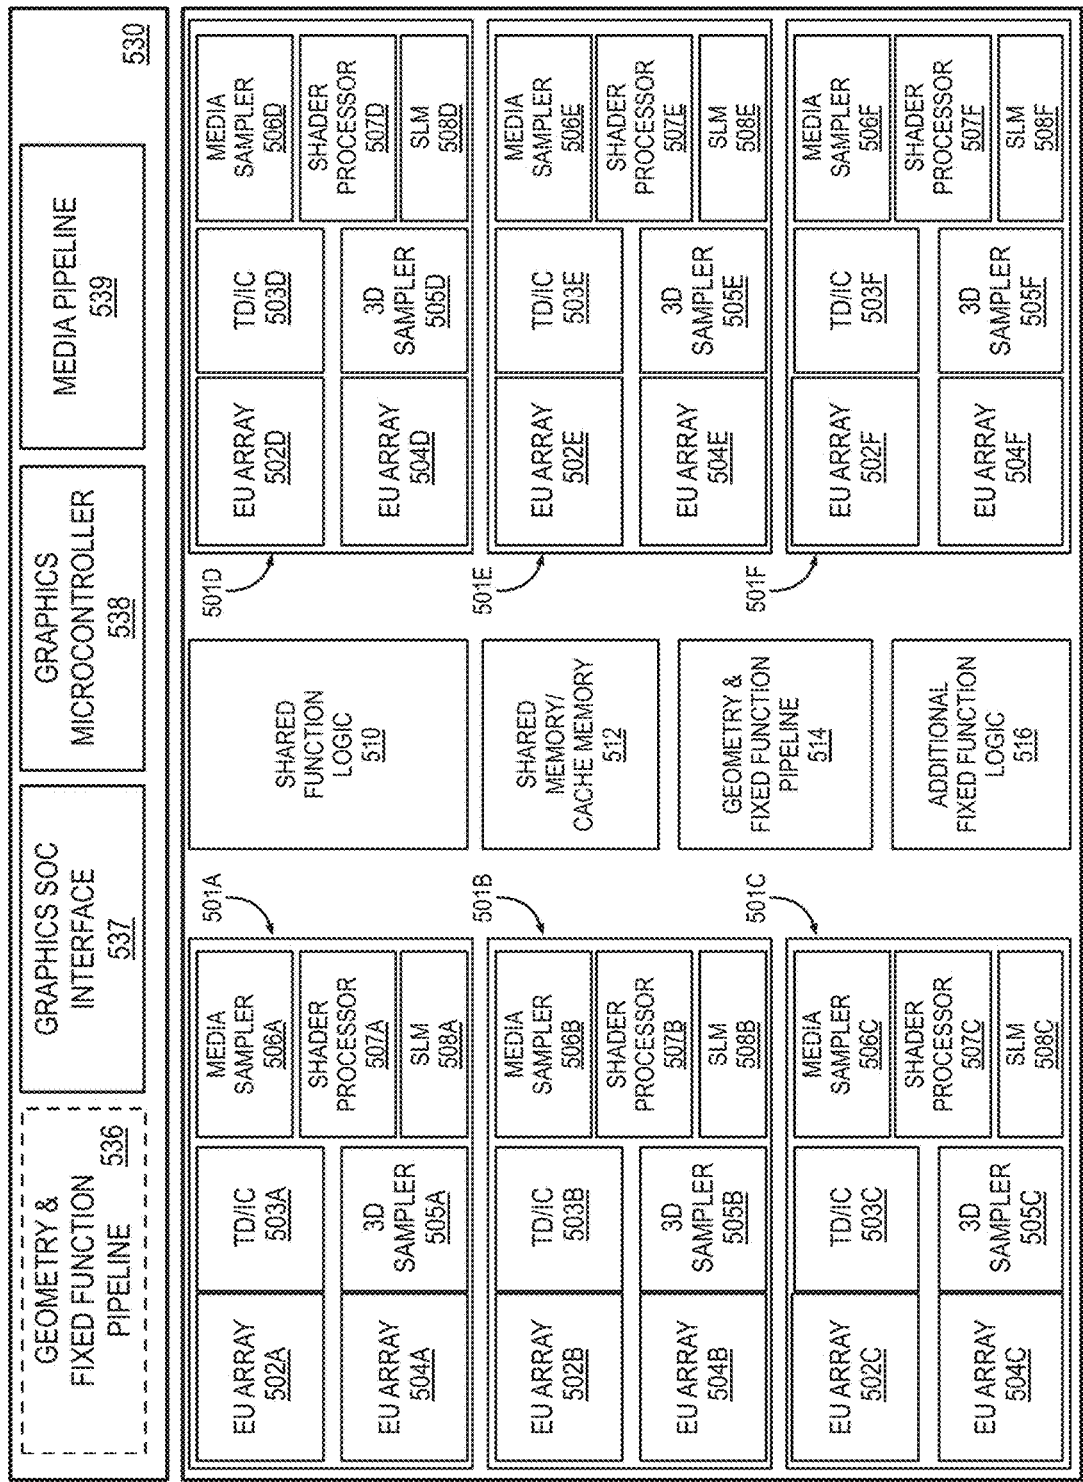 GEOMETRY &
FIXED FUNCTION
PIPELINE
536
GRAPHICS SOC
INTERFACE
537
GRAPHICS
MICROCONTROLLER
538
MEDIA PIPELINE
539
530
501A
EU ARRAY
502A
TD/IC
503A
MEDIA
SAMPLER
506A
SHADER
PROCESSOR
507A
EU ARRAY
504A
3D
SAMPLER
505A
SLM
508A
501B
EU ARRAY
502B
TD/IC
503B
MEDIA
SAMPLER
506B
SHADER
PROCESSOR
507B
EU ARRAY
504B
3D
SAMPLER
505B
SLM
508B
501C
EU ARRAY
502C
TD/IC
503C
MEDIA
SAMPLER
506C
SHADER
PROCESSOR
507C
EU ARRAY
504C
3D
SAMPLER
505C
SLM
508C
SHARED
FUNCTION
LOGIC
510
SHARED
MEMORY/
CACHE MEMORY
512
GEOMETRY &
FIXED FUNCTION
PIPELINE
514
ADDITIONAL
FIXED FUNCTION
LOGIC
516
501D
EU ARRAY
502D
TD/IC
503D
MEDIA
SAMPLER
506D
SHADER
PROCESSOR
507D
EU ARRAY
504D
3D
SAMPLER
505D
SLM
508D
501E
EU ARRAY
502E
TD/IC
503E
MEDIA
SAMPLER
506E
SHADER
PROCESSOR
507E
EU ARRAY
504E
3D
SAMPLER
505E
SLM
508E
501F
EU ARRAY
502F
TD/IC
503F
MEDIA
SAMPLER
506F
SHADER
PROCESSOR
507F
EU ARRAY
504F
3D
SAMPLER
505F
SLM
508F